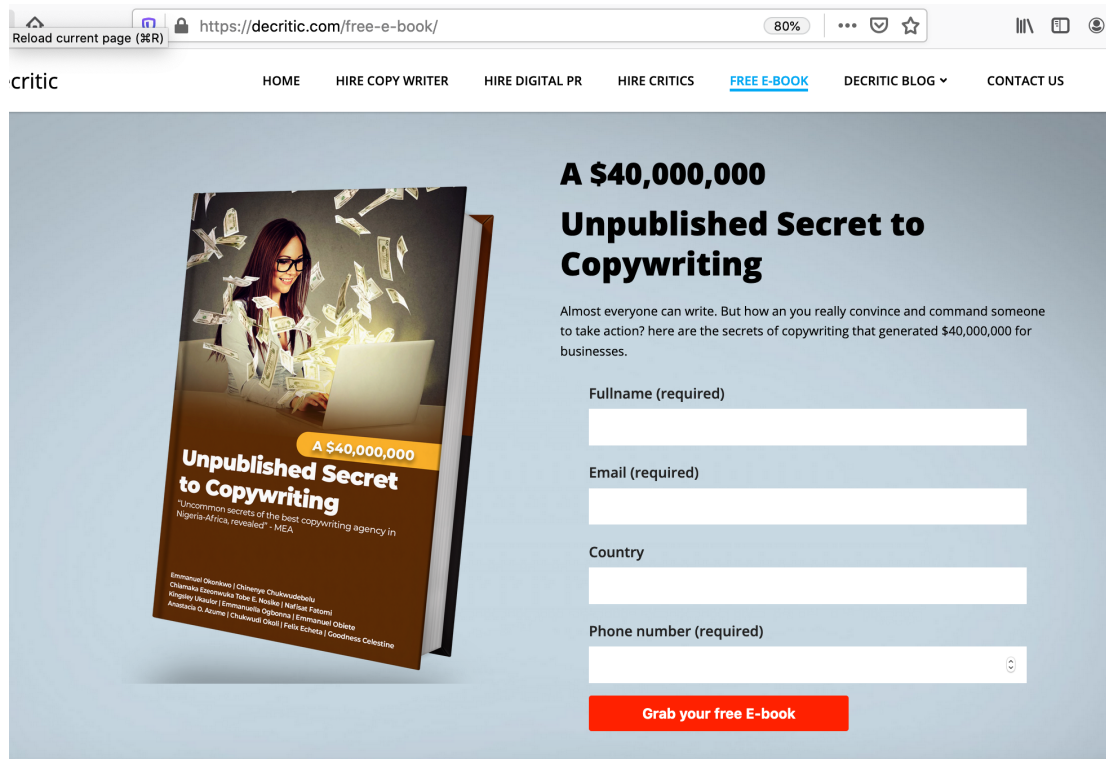 Reload current page (⌘R)
https://decritic.com/free-e-book/
80%
critic
HOME
HIRE COPY WRITER
HIRE DIGITAL PR
HIRE CRITICS
FREE E-BOOK
DECRITIC BLOG
CONTACT US
A $40,000,000
Unpublished Secret
to Copywriting
"Uncommon secrets of the best copywriting agency in
Nigeria-Africa, revealed" - MEA
Emmanuel Okonkwo | Chinenye Chukwudebelu
Chiamaka Ezeonwuka Tobe E. Nosike | Nafisat Fatomi
Kingsley Ukaulor | Emmanuella Ogbonna | Emmanuel Obiete
Anastacia O. Azume | Chukwudi Okoli | Felix Echeta | Goodness Celestine
A $40,000,000
Unpublished Secret to
Copywriting
Almost everyone can write. But how an you really convince and command someone
to take action? here are the secrets of copywriting that generated $40,000,000 for
businesses.
Fullname (required)
Email (required)
Country
Phone number (required)
Grab your free E-book